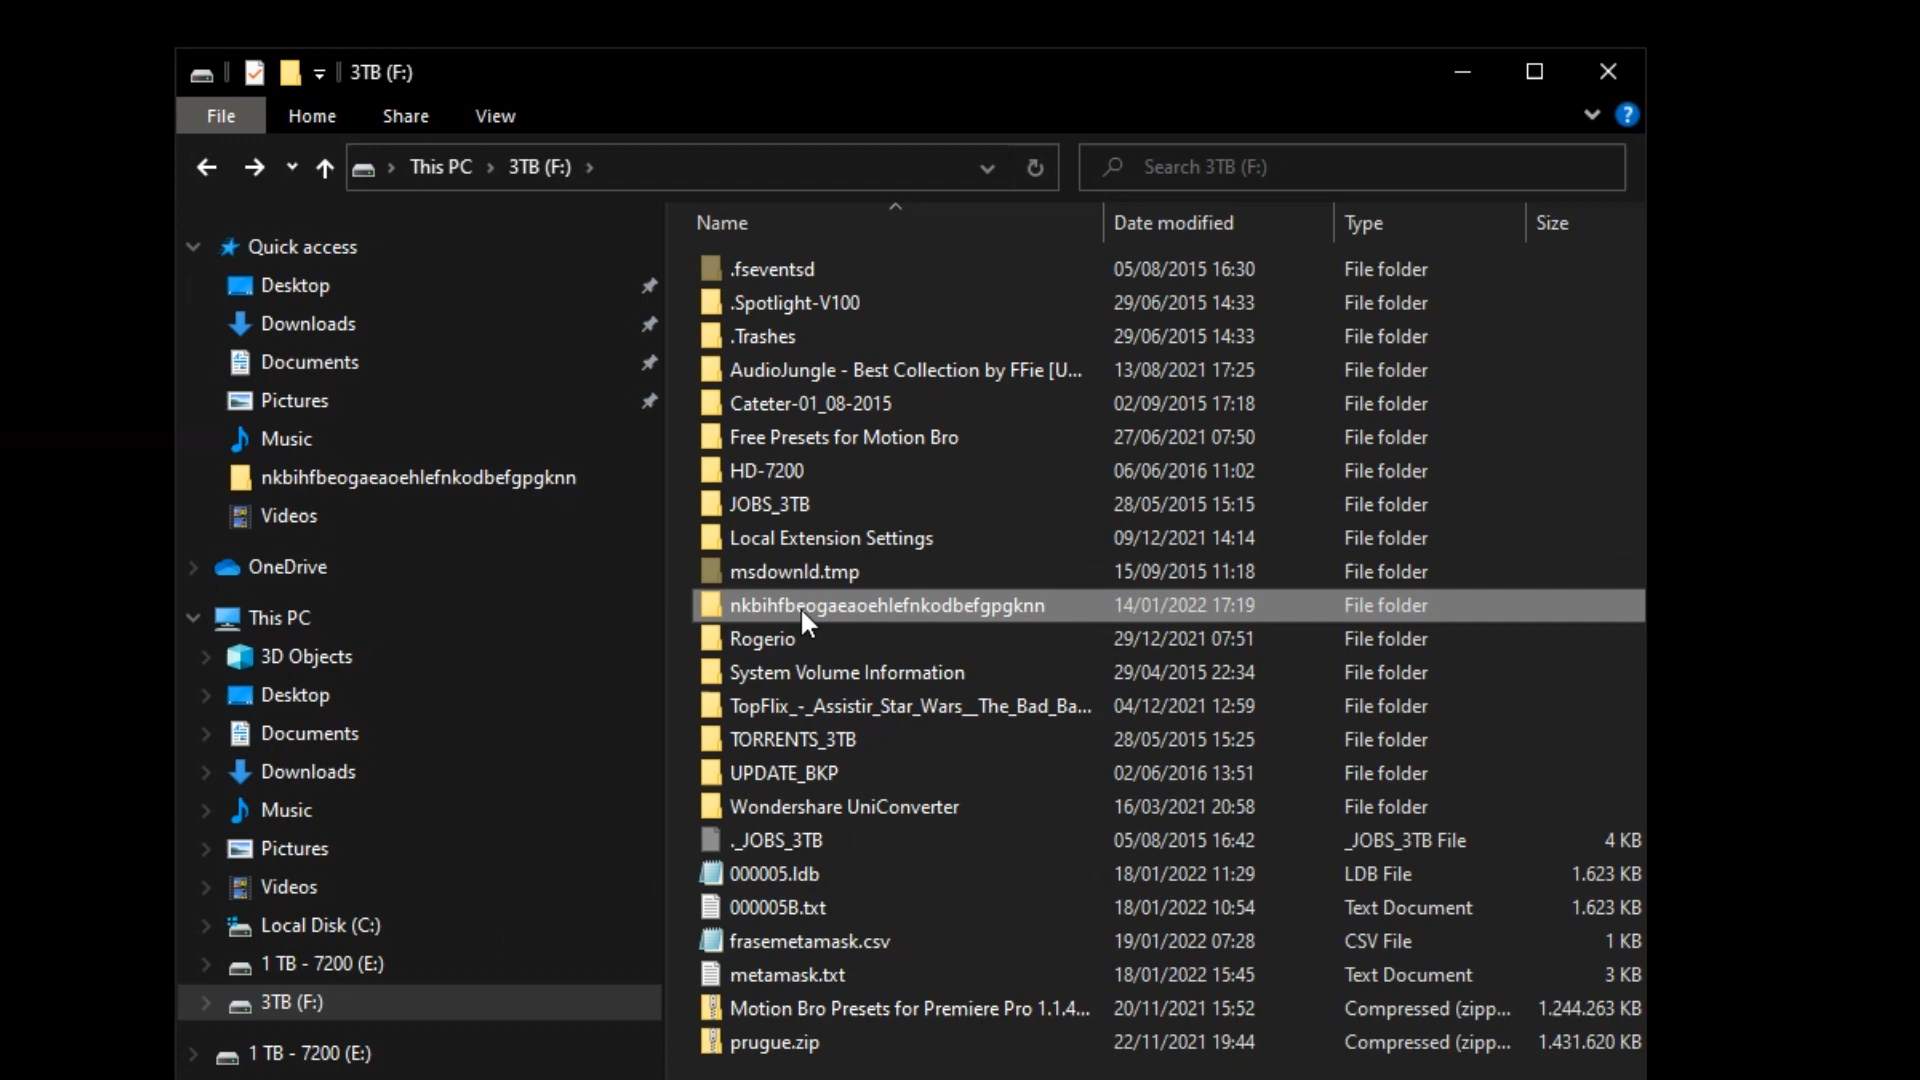 3TB (F:)
File Home Share View
This PC 3TB (F:)
Search 3TB (F:)
Quick access
Desktop
Downloads
Documents
Pictures
Music
nkbihfbeogaeaoehlefnkodbefgpgknn
Videos
OneDrive
This PC
3D Objects
Desktop
Documents
Downloads
Music
Pictures
Videos
Local Disk (C:)
1 TB - 7200 (E:)
3TB (F:)
1 TB - 7200 (E:)
Name Date modified Type Size
.fseventsd 05/08/2015 16:30 File folder
.Spotlight-V100 29/06/2015 14:33 File folder
.Trashes 29/06/2015 14:33 File folder
AudioJungle - Best Collection by FFie [U... 13/08/2021 17:25 File folder
Cateter-01_08-2015 02/09/2015 17:18 File folder
Free Presets for Motion Bro 27/06/2021 07:50 File folder
HD-7200 06/06/2016 11:02 File folder
JOBS_3TB 28/05/2015 15:15 File folder
Local Extension Settings 09/12/2021 14:14 File folder
msdownld.tmp 15/09/2015 11:18 File folder
nkbihfbeogaeaoehlefnkodbefgpgknn 14/01/2022 17:19 File folder
Rogerio 29/12/2021 07:51 File folder
System Volume Information 29/04/2015 22:34 File folder
TopFlix_-_Assistir_Star_Wars__The_Bad_Ba... 04/12/2021 12:59 File folder
TORRENTS_3TB 28/05/2015 15:25 File folder
UPDATE_BKP 02/06/2016 13:51 File folder
Wondershare UniConverter 16/03/2021 20:58 File folder
._JOBS_3TB 05/08/2015 16:42 _JOBS_3TB File 4 KB
000005.ldb 18/01/2022 11:29 LDB File 1.623 KB
000005B.txt 18/01/2022 10:54 Text Document 1.623 KB
frasemetamask.csv 19/01/2022 07:28 CSV File 1 KB
metamask.txt 18/01/2022 15:45 Text Document 3 KB
Motion Bro Presets for Premiere Pro 1.1.4... 20/11/2021 15:52 Compressed (zipp... 1.244.263 KB
prugue.zip 22/11/2021 19:44 Compressed (zipp... 1.431.620 KB